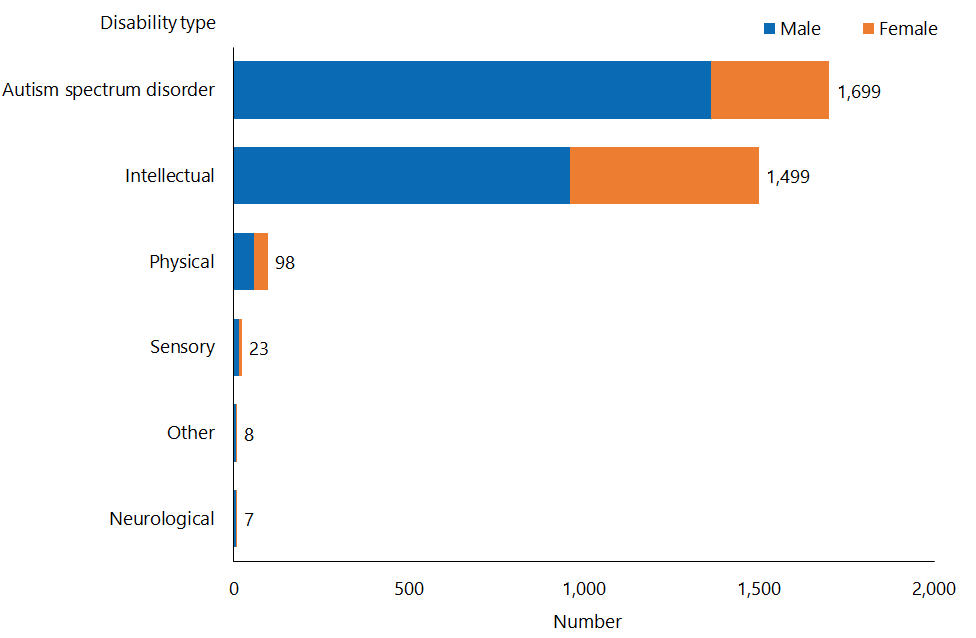 Disability type
Male Female
Autism spectrum disorder 1,699
Intellectual 1,499
Physical 98
Sensory 23
Other 8
Neurological 7
0 500 1,000 1,500 2,000
Number